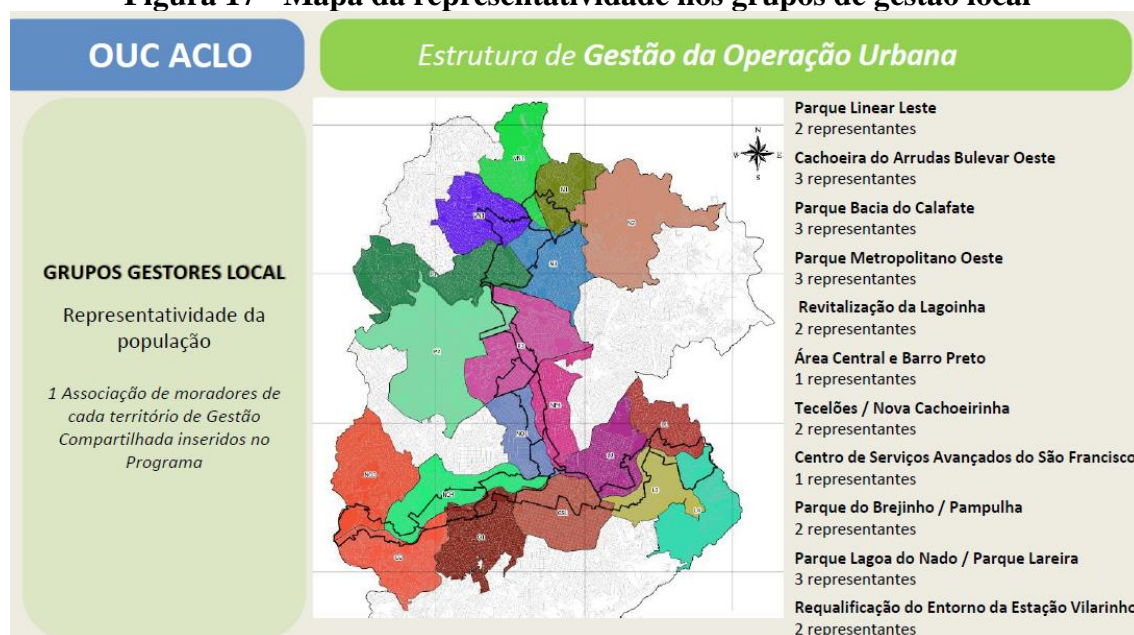 Figura 17 - Mapa da representatividade nos grupos de gestão local
OUC ACLO
Estrutura de Gestão da Operação Urbana
GRUPOS GESTORES LOCAL
Representatividade da
população
1 Associação de moradores de
cada território de Gestão
Compartilhada inseridos no
Programa
N
W
E
S
Parque Linear Leste
2 representantes
Cachoeira do Arrudas Bulevar Oeste
3 representantes
Parque Bacia do Calafate
3 representantes
Parque Metropolitano Oeste
3 representantes
Revitalização da Lagoinha
2 representantes
Área Central e Barro Preto
1 representantes
Tecelões / Nova Cachoeirinha
2 representantes
Centro de Serviços Avançados do São Francisco
1 representantes
Parque do Brejinho / Pampulha
2 representantes
Parque Lagoa do Nado / Parque Lareira
3 representantes
Requalificação do Entorno da Estação Vilarinho
2 representantes